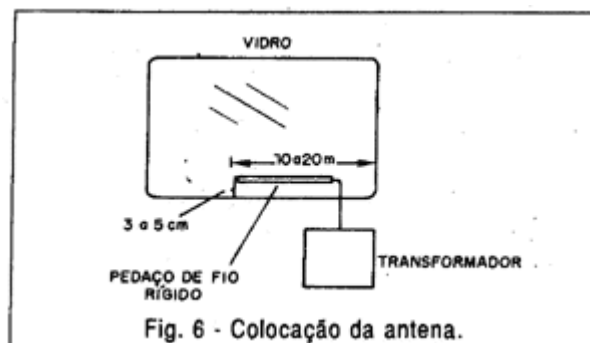 VIDRO
10 a 20 m
3 a 5 cm
PEDAÇO DE FIO
RÍGIDO
TRANSFORMADOR
Fig. 6 - Colocação da antena.